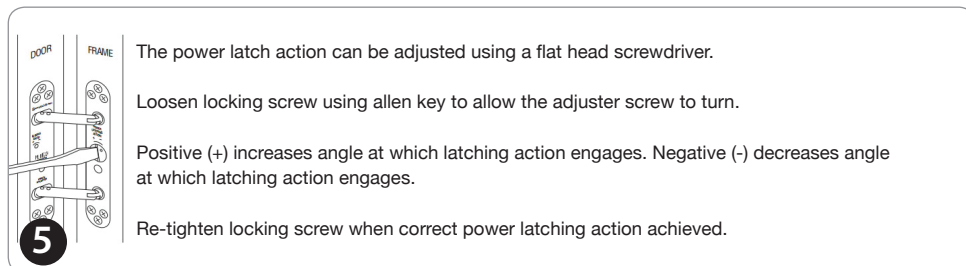 DOOR
FRAME
The power latch action can be adjusted using a flat head screwdriver.
Loosen locking screw using allen key to allow the adjuster screw to turn.
Positive (+) increases angle at which latching action engages. Negative (-) decreases angle
at which latching action engages.
Re-tighten locking screw when correct power latching action achieved.
5